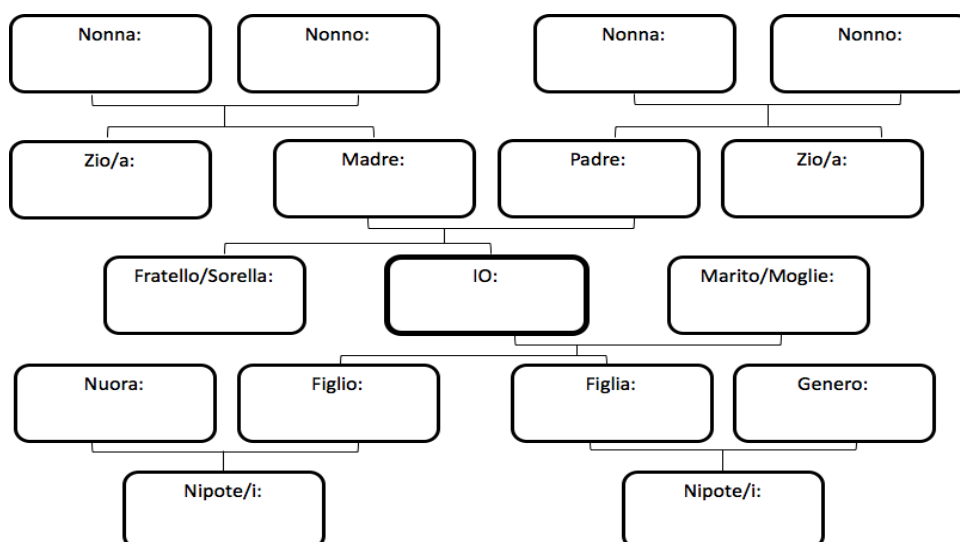 Nonna:
Nonno:
Nonna:
Nonno:
Zio/a:
Madre:
Padre:
Zio/a:
Fratello/Sorella:
IO:
Marito/Moglie:
Nuora:
Figlio:
Figlia:
Genero:
Nipote/i:
Nipote/i: